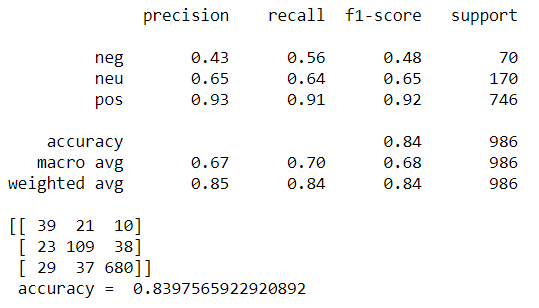 precision recall f1-score support
neg 0.43 0.56 0.48 70
neu 0.65 0.64 0.65 170
pos 0.93 0.91 0.92 746
accuracy 0.84 986
macro avg 0.67 0.70 0.68 986
weighted avg 0.85 0.84 0.84 986
[[ 39 21 10]
[ 23 109 38]
[ 29 37 680]]
accuracy = 0.8397565922920892